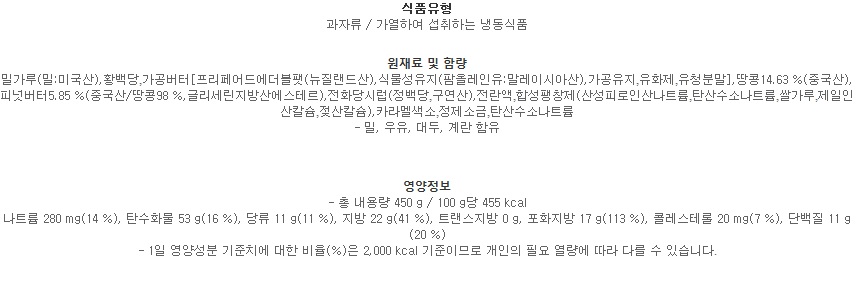 식품유형
과자류 / 가열하여 섭취하는 냉동식품
원재료 및 함량
밀가루(밀:미국산),황백당,가공버터[프리페어드에더블팻(뉴질랜드산),식물성유지(팜올레인유:말레이시아산),가공유지,유화제,유청분말],땅콩14.63 %(중국산),
피넛버터5.85 %(중국산/땅콩98 %,글리세린지방산에스테르),전화당시럽(정백당,구연산),전란액,합성팽창제(산성피로인산나트륨,탄산수소나트륨,쌀가루,제일인
산칼슘,젖산칼슘),카라멜색소,정제소금,탄산수소나트륨
- 밀, 우유, 대두, 계란 함유
영양정보
- 총 내용량 450 g / 100 g당 455 kcal
나트륨 280 mg(14 %), 탄수화물 53 g(16 %), 당류 11 g(11 %), 지방 22 g(41 %), 트랜스지방 0 g, 포화지방 17 g(113 %), 콜레스테롤 20 mg(7 %), 단백질 11 g
(20 %)
- 1일 영양성분 기준치에 대한 비율(%)은 2,000 kcal 기준이므로 개인의 필요 열량에 따라 다를 수 있습니다.